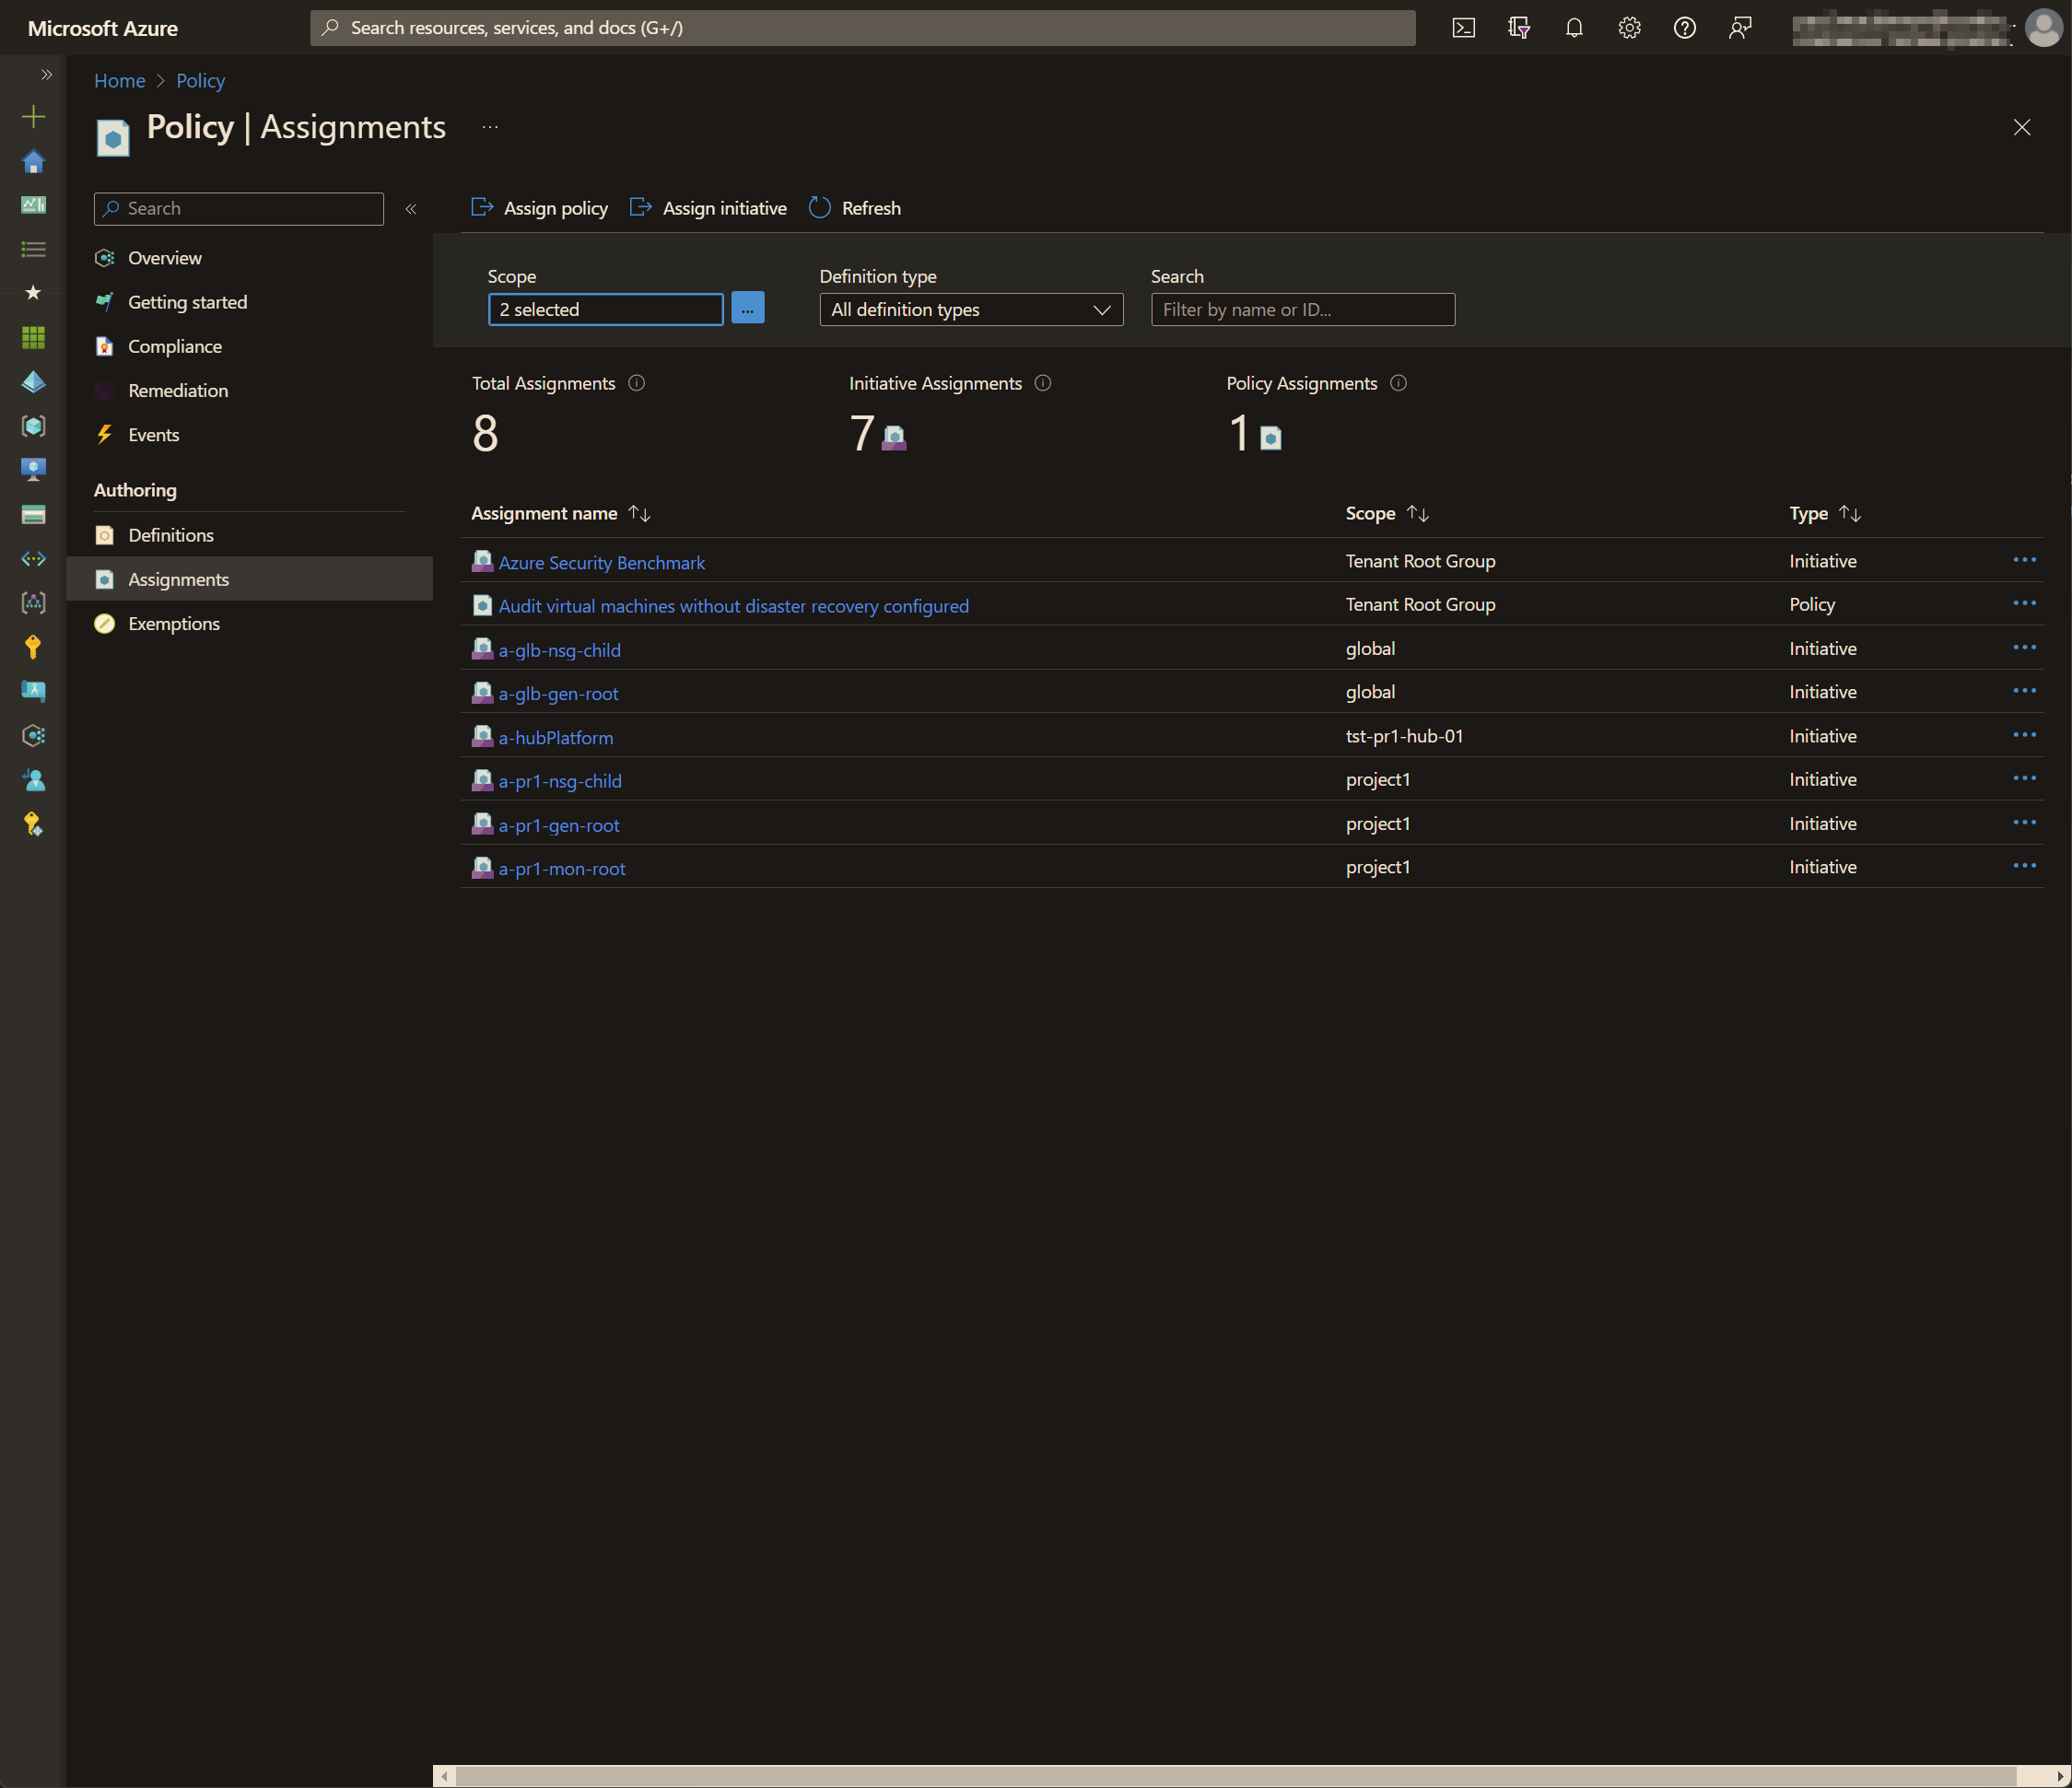 Microsoft Azure
Search resources, services, and docs (G+/)
Home > Policy
Policy | Assignments ...
Search
Overview
Getting started
Compliance
Remediation
Events
Authoring
Definitions
Assignments
Exemptions
Assign policy Assign initiative Refresh
Scope Definition type Search
2 selected ... All definition types Filter by name or ID...
Total Assignments Initiative Assignments Policy Assignments
8 7 1
Assignment name Scope Type
Azure Security Benchmark Tenant Root Group Initiative
Audit virtual machines without disaster recovery configured Tenant Root Group Policy
a-glb-nsg-child global Initiative
a-glb-gen-root global Initiative
a-hubPlatform tst-pr1-hub-01 Initiative
a-pr1-nsg-child project1 Initiative
a-pr1-gen-root project1 Initiative
a-pr1-mon-root project1 Initiative